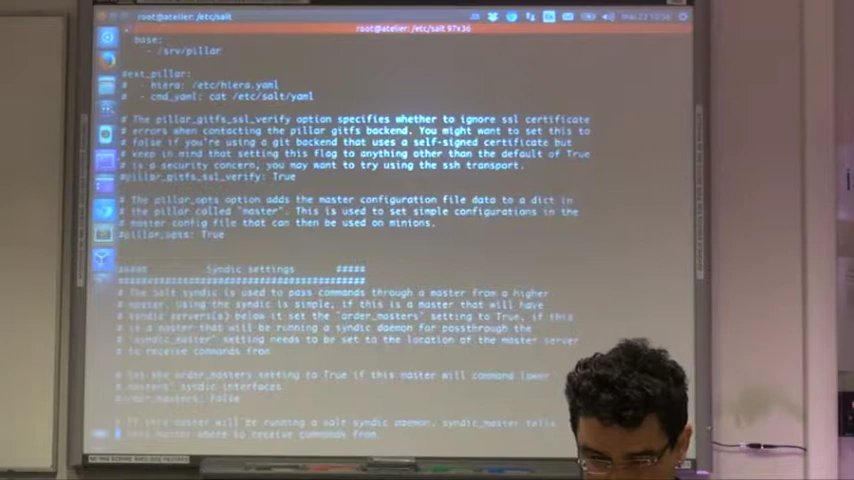 root@atelier: /etc/salt
root@atelier: /etc/salt 97x36
base:
- /srv/pillar
#ext_pillar:
# - hiera: /etc/hiera.yaml
# - cmd_yaml: cat /etc/salt/yaml
# The pillar_gitfs_ssl_verify option specifies whether to ignore ssl certificate
# errors when contacting the pillar gitfs backend. You might want to set this to
# false if you're using a git backend that uses a self-signed certificate but
# keep in mind that setting this flag to anything other than the default of True
# is a security concern, you may want to try using the ssh transport.
#pillar_gitfs_ssl_verify: True
# The pillar_opts option adds the master configuration file data to a dict in
# the pillar called "master". This is used to set simple configurations in the
# master config file that can then be used on minions.
#pillar_opts: True
##### Syndic settings #####
###########################################
# The Salt syndic is used to pass commands through a master from a higher
# master. Using the syndic is simple, if this is a master that will have
# syndic servers(s) below it set the "order_masters" setting to True, if this
# is a master that will be running a syndic daemon for passthrough the
# "syndic_master" setting needs to be set to the location of the master server
# to receive commands from
# Set the order_masters setting to True if this master will command lower
# masters' syndic interfaces
#order_masters: False
# If this master will be running a salt syndic daemon, syndic_master tells
this master where to receive commands from.